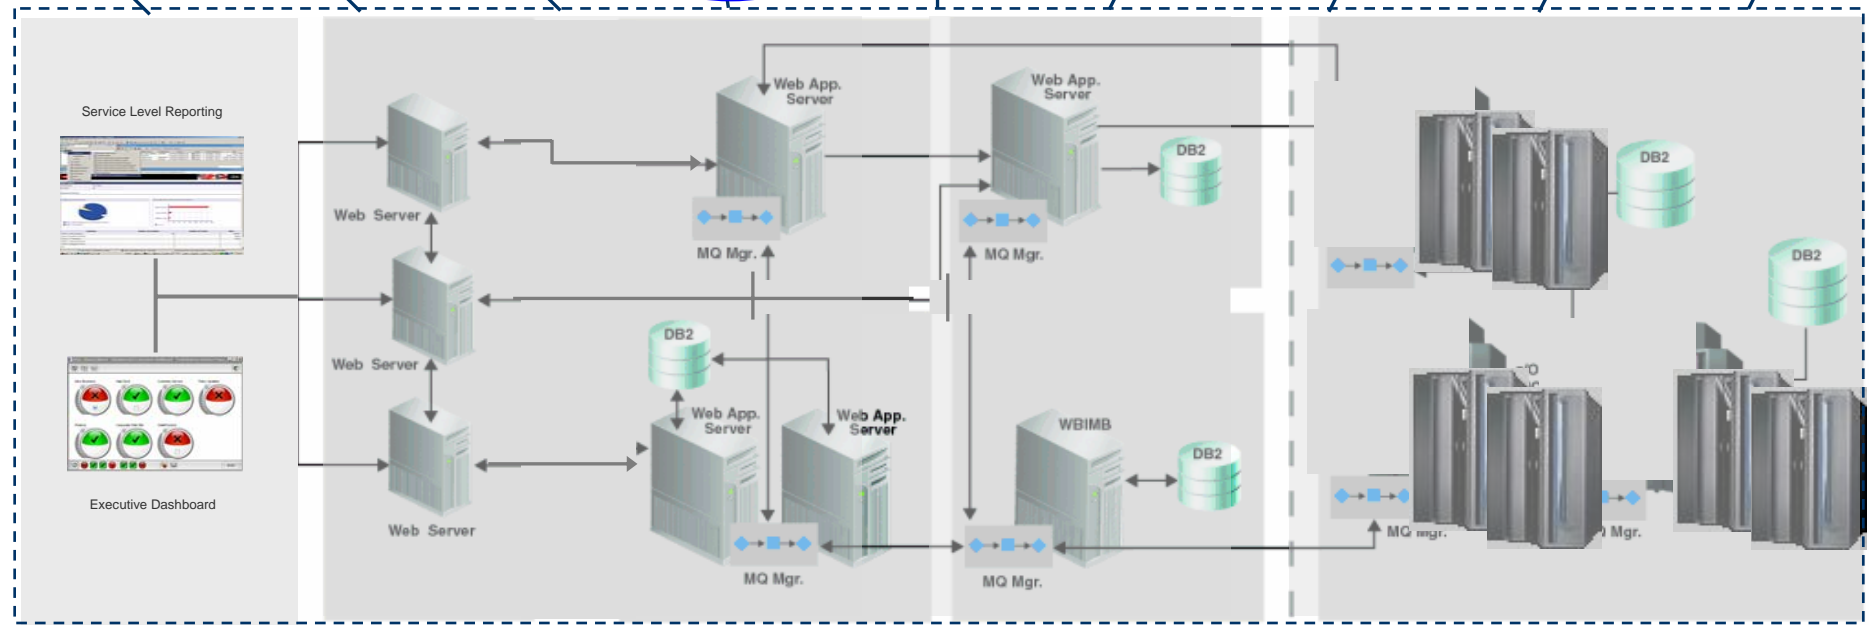 Service Level Reporting
Executive Dashboard
Web Server
Web Server
Web Server
Web App.
Server
MQ Mgr.
DB2
Web App.
Server
Web App.
Server
MQ Mgr.
Web App.
Server
MQ Mgr.
DB2
WBIMB
DB2
MQ Mgr.
DB2
DB2
MQ Mgr.
Mgr.